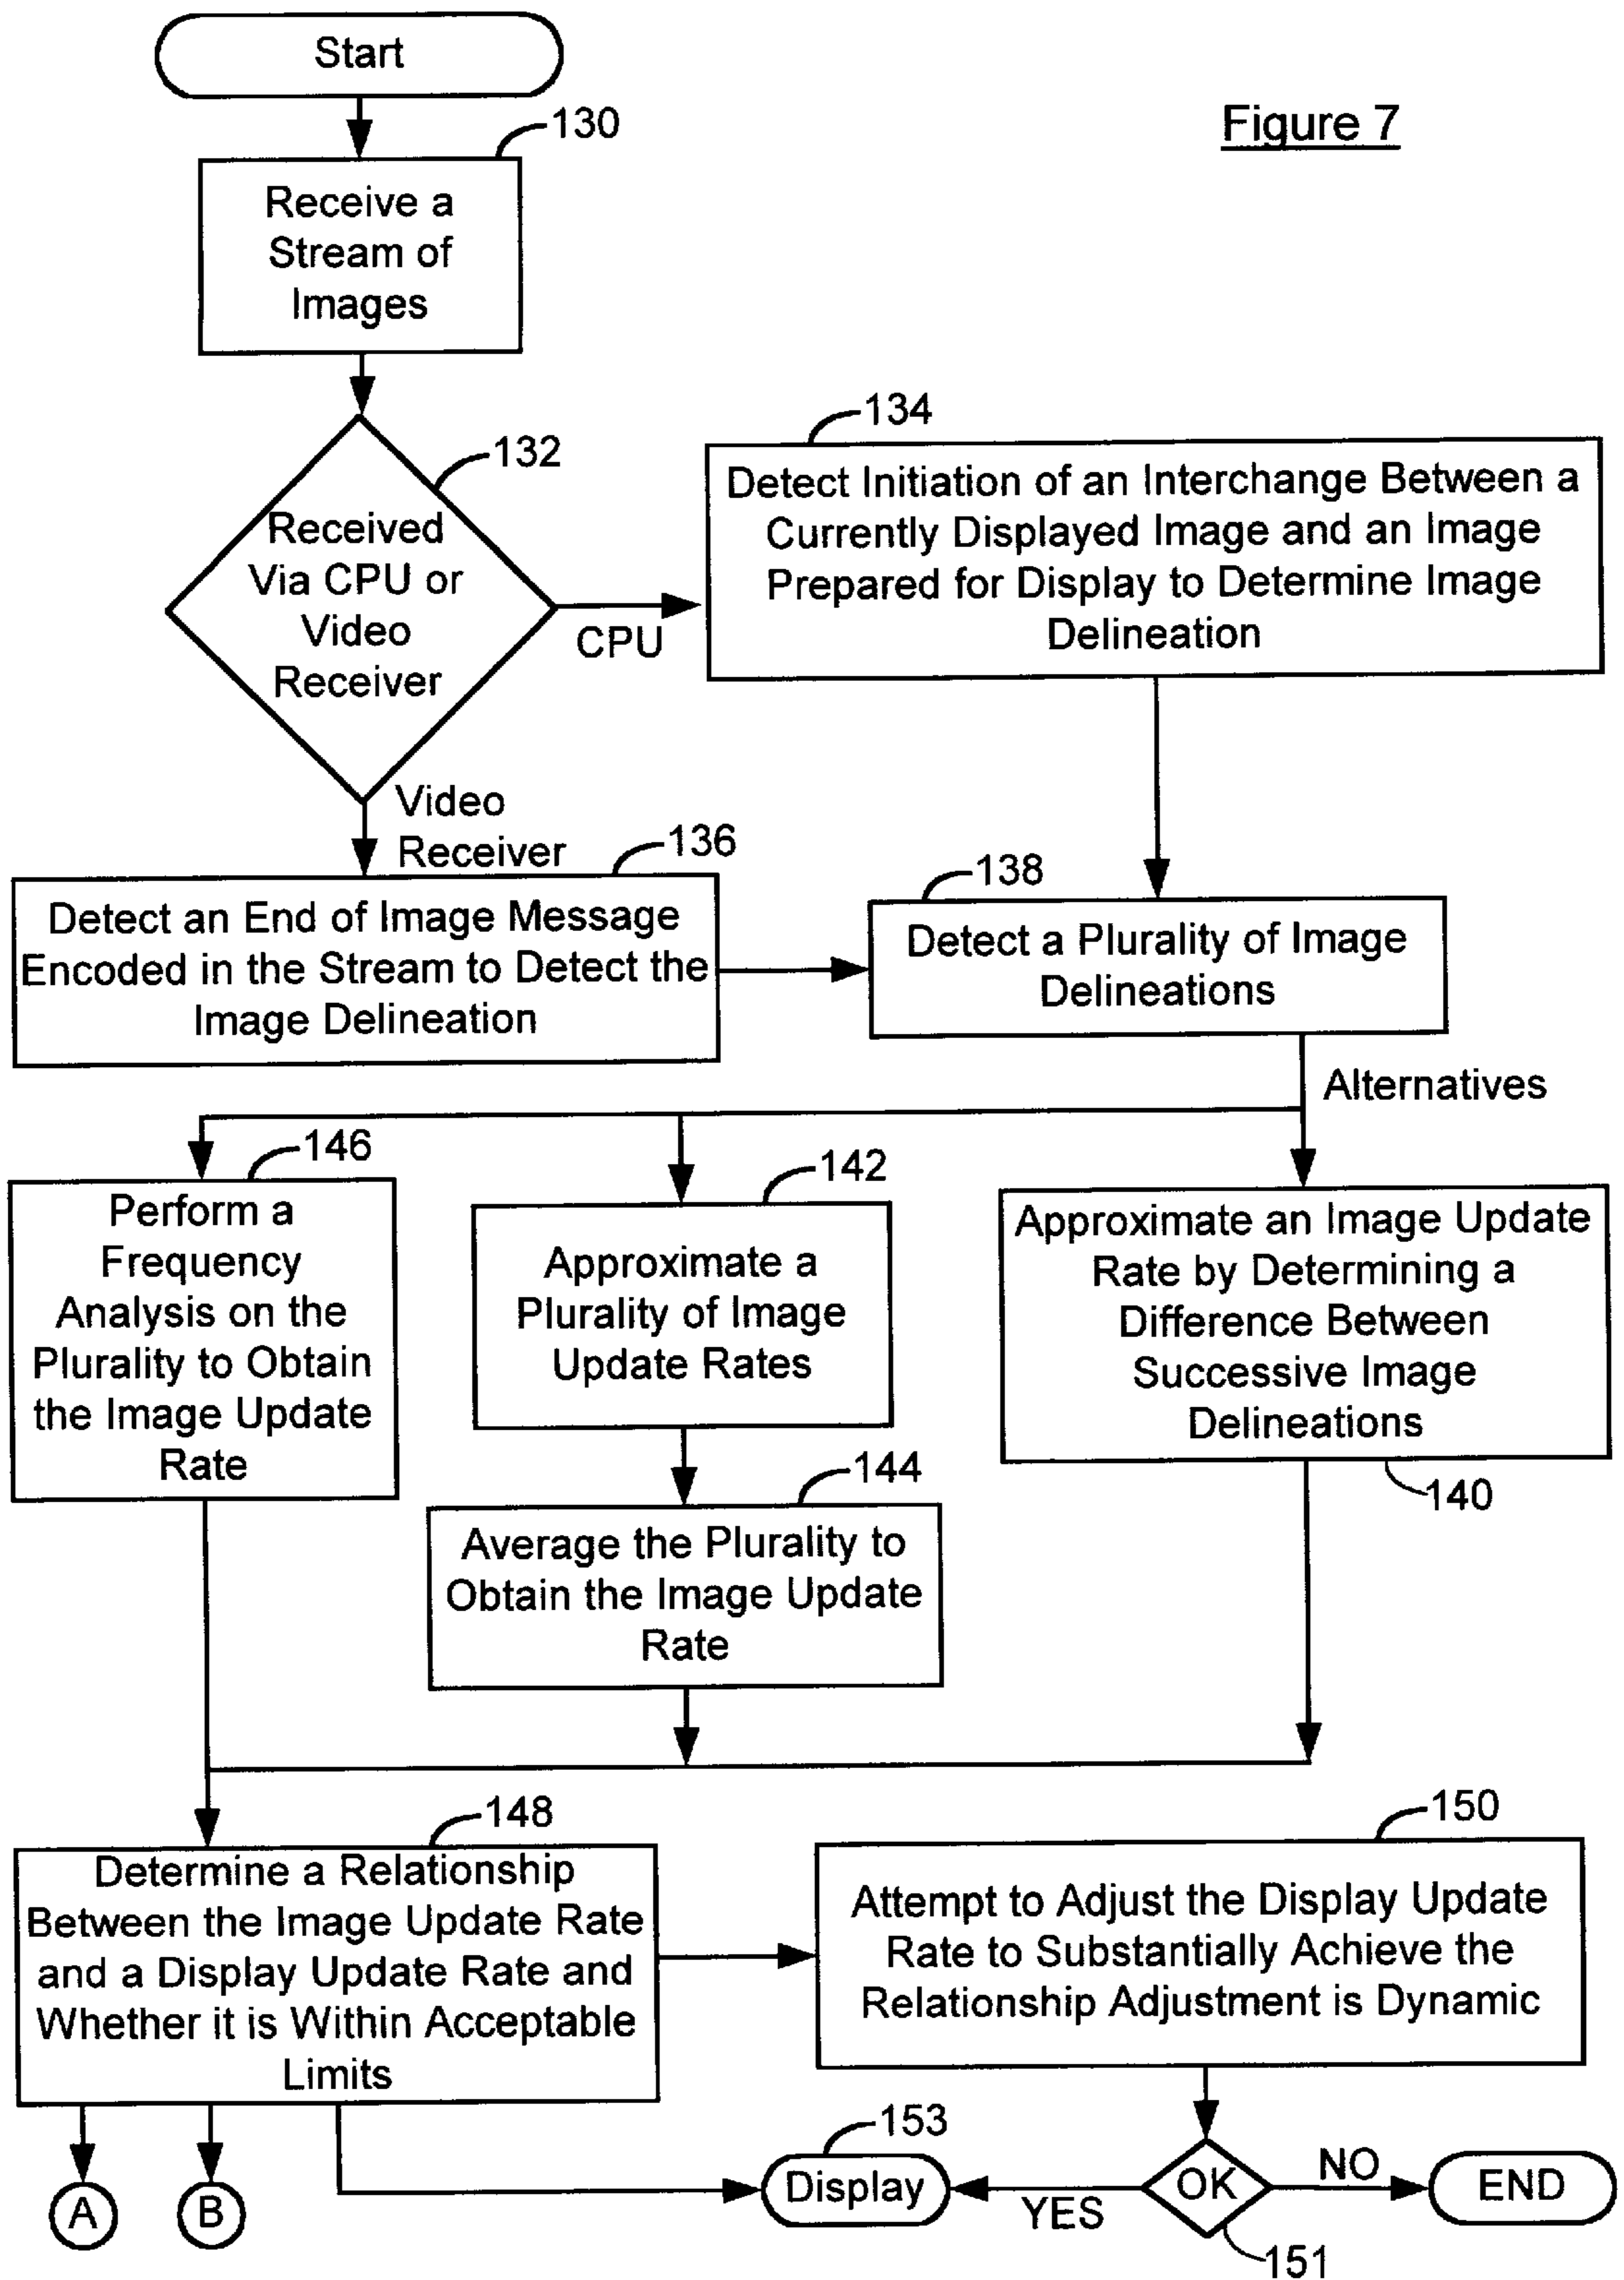 Start
Figure 7
130
Receive a
Stream of
Images
132
Received
Via CPU or
Video
Receiver
CPU
134
Detect Initiation of an Interchange Between a
Currently Displayed Image and an Image
Prepared for Display to Determine Image
Delineation
Video
Receiver
136
Detect an End of Image Message
Encoded in the Stream to Detect the
Image Delineation
138
Detect a Plurality of Image
Delineations
Alternatives
146
Perform a
Frequency
Analysis on the
Plurality to Obtain
the Image Update
Rate
142
Approximate a
Plurality of Image
Update Rates
Approximate an Image Update
Rate by Determining a
Difference Between
Successive Image
Delineations
140
144
Average the Plurality to
Obtain the Image Update
Rate
148
Determine a Relationship
Between the Image Update Rate
and a Display Update Rate and
Whether it is Within Acceptable
Limits
150
Attempt to Adjust the Display Update
Rate to Substantially Achieve the
Relationship Adjustment is Dynamic
A
B
153
Display
YES
OK
NO
END
151